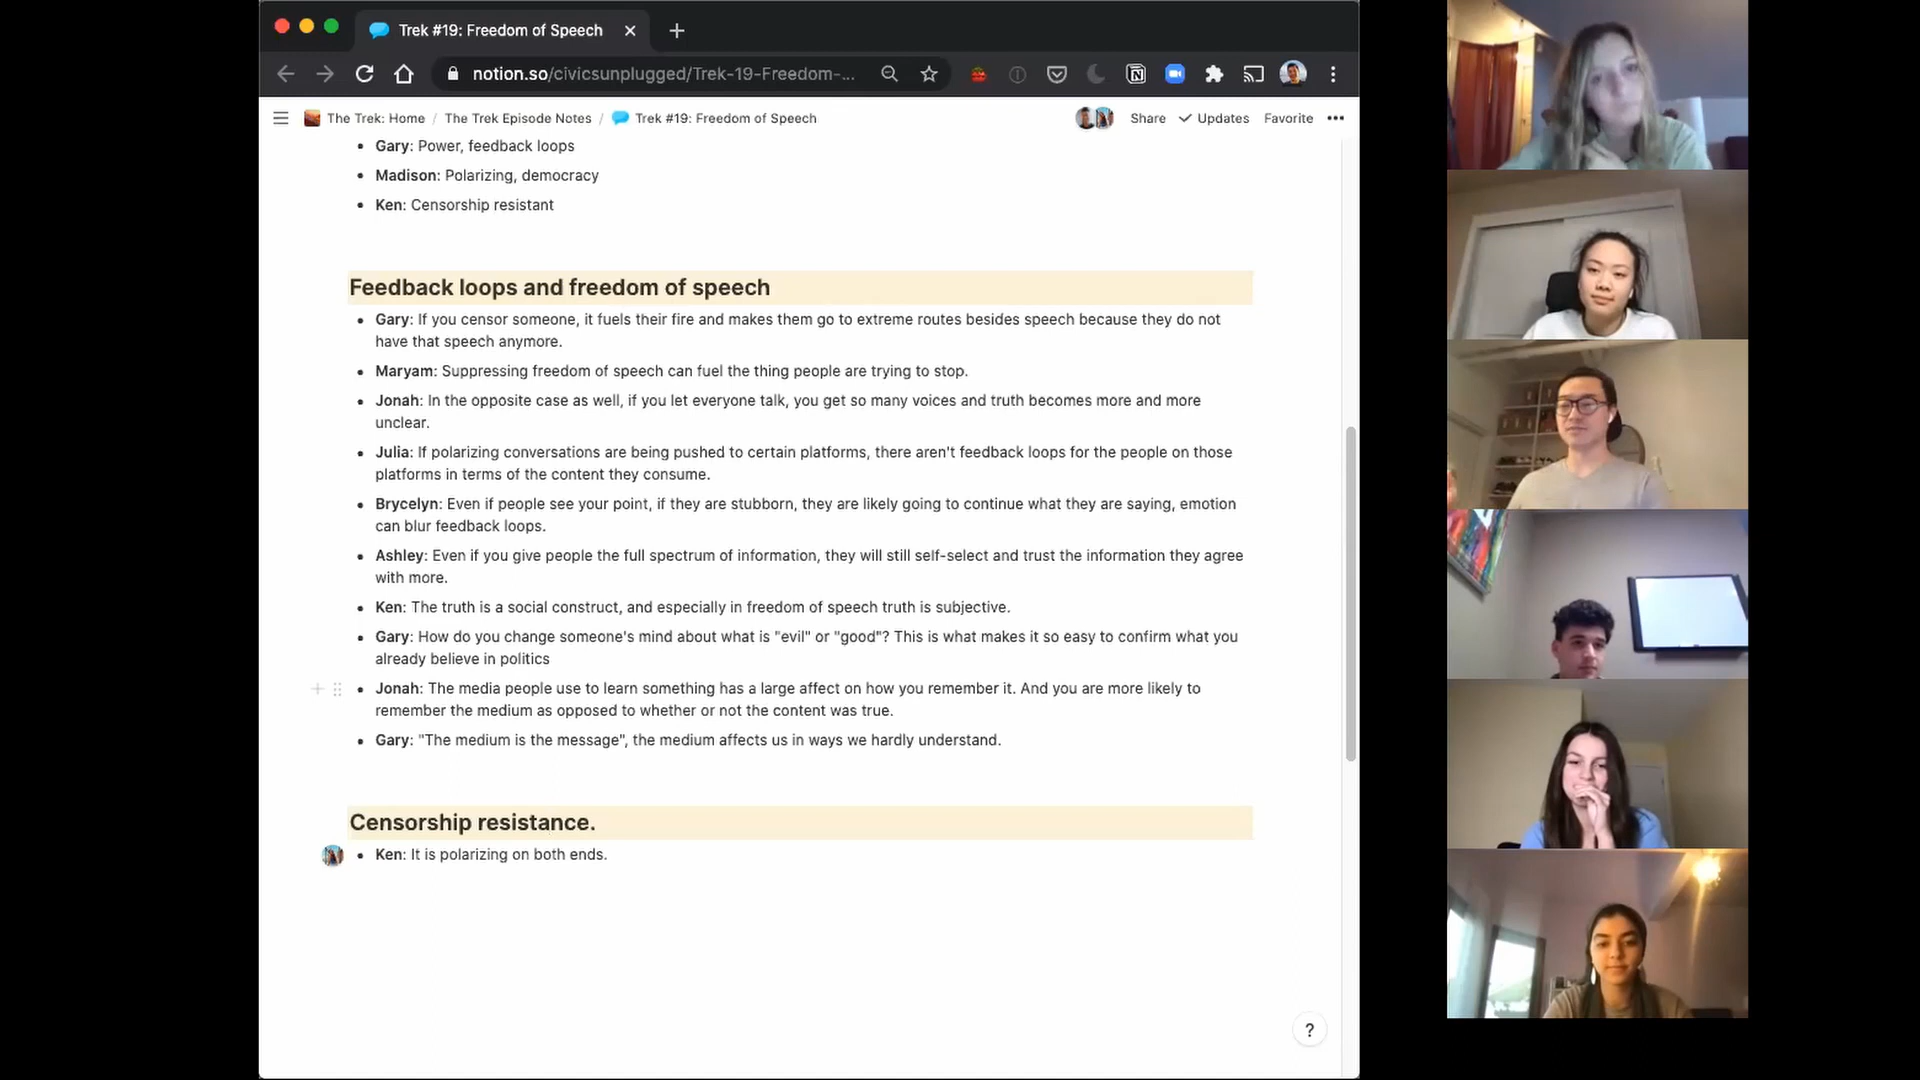 Trek #19: Freedom of Speech
notion.so/civicsunplugged/Trek-19-Freedom-...
The Trek: Home / The Trek Episode Notes / Trek #19: Freedom of Speech
Share Updates Favorite
Gary: Power, feedback loops
Madison: Polarizing, democracy
Ken: Censorship resistant
Feedback loops and freedom of speech
Gary: If you censor someone, it fuels their fire and makes them go to extreme routes besides speech because they do not
have that speech anymore.
Maryam: Suppressing freedom of speech can fuel the thing people are trying to stop.
Jonah: In the opposite case as well, if you let everyone talk, you get so many voices and truth becomes more and more
unclear.
Julia: If polarizing conversations are being pushed to certain platforms, there aren't feedback loops for the people on those
platforms in terms of the content they consume.
Brycelyn: Even if people see your point, if they are stubborn, they are likely going to continue what they are saying, emotion
can blur feedback loops.
Ashley: Even if you give people the full spectrum of information, they will still self-select and trust the information they agree
with more.
Ken: The truth is a social construct, and especially in freedom of speech truth is subjective.
Gary: How do you change someone's mind about what is "evil" or "good"? This is what makes it so easy to confirm what you
already believe in politics
Jonah: The media people use to learn something has a large affect on how you remember it. And you are more likely to
remember the medium as opposed to whether or not the content was true.
Gary: "The medium is the message", the medium affects us in ways we hardly understand.
Censorship resistance.
Ken: It is polarizing on both ends.
?